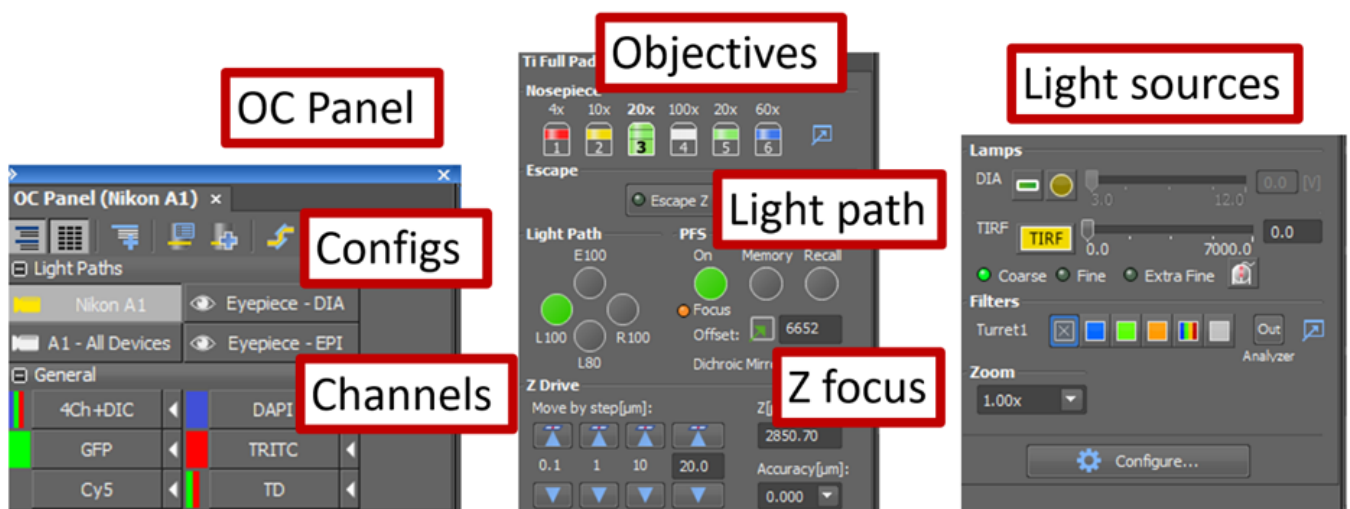 OC Panel
OC Panel (Nikon A1) ×
Configs
Light Paths
Nikon A1 Eyepiece - DIA
A1 - All Devices Eyepiece - EPI
General
Channels
4Ch+DIC DAPI
GFP TRITC
Cy5 TD
Objectives
Ti Full Pad
Nosepiece
4x 10x 20x 100x 20x 60x
1 2 3 4 5 6
Escape
Escape Z
Light path
Light Path PFS
E100 On Memory Recall
Focus
L100 R100 Offset: 6652
L80 Dichroic
Z focus
Z Drive
Move by step[µm]:
2850.70
0.1 1 10 20.0 Accuracy[µm]:
0.000
Light sources
Lamps
DIA 3.0 12.0 0.0 [V]
TIRF TIRF 0.0 7000.0 0.0
Coarse Fine Extra Fine
Filters
Turret1 Out
Analyzer
Zoom
1.00x
Configure...